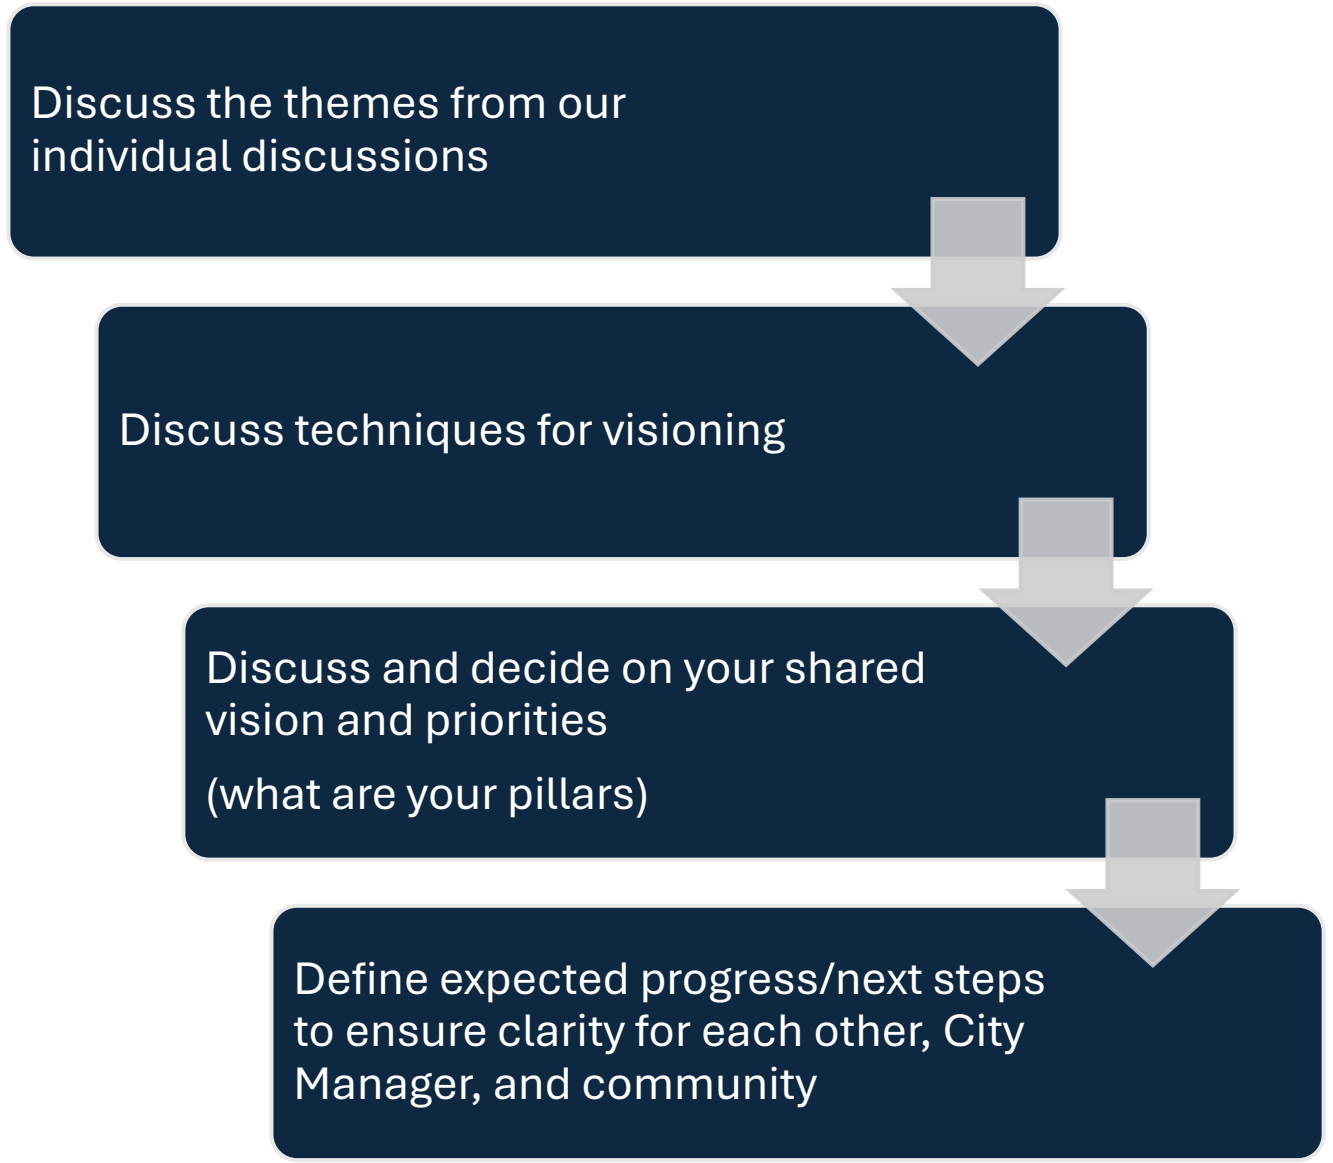 Discuss the themes from our
individual discussions
Discuss techniques for visioning
Discuss and decide on your shared
vision and priorities
(what are your pillars)
Define expected progress/next steps
to ensure clarity for each other, City
Manager, and community